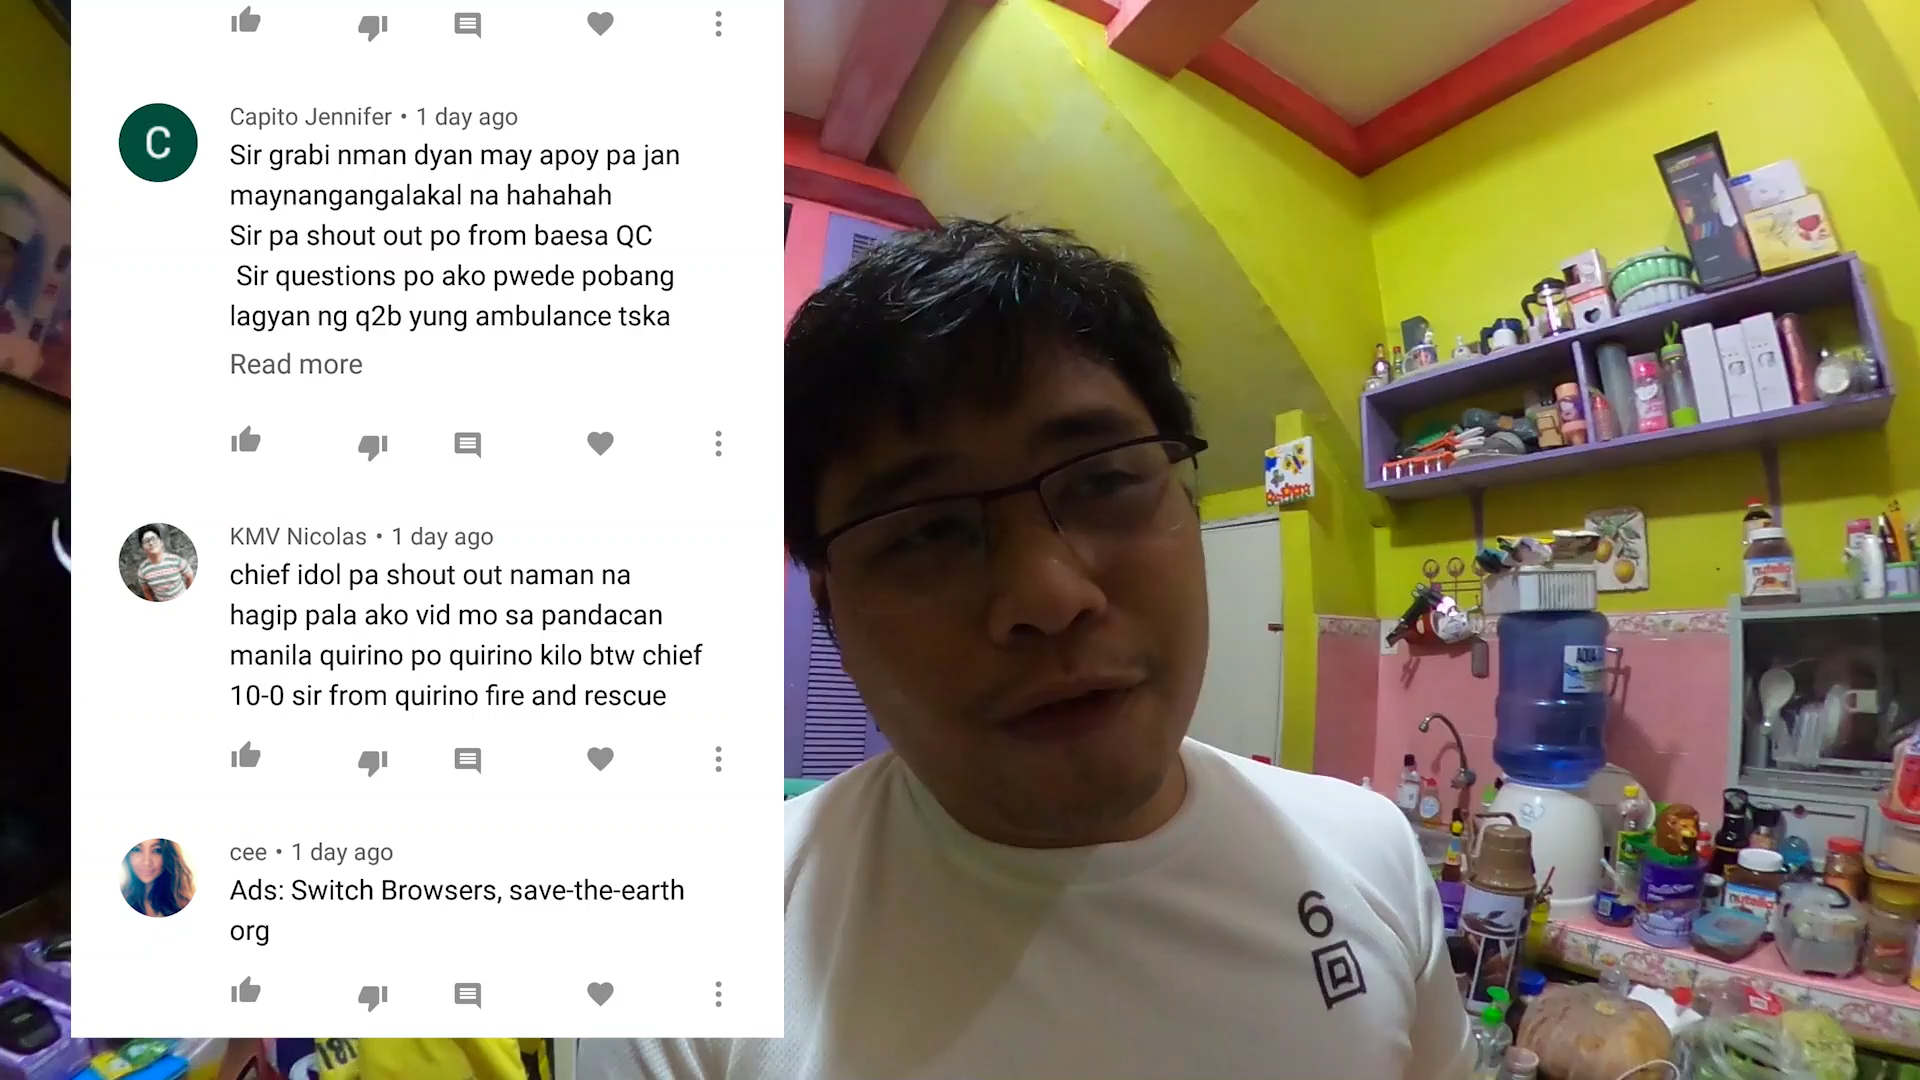 Capito Jennifer • 1 day ago
C
Sir grabi nman dyan may apoy pa jan
maynangangalakal na hahahah
Sir pa shout out po from baesa QC
Sir questions po ako pwede pobang
lagyan ng q2b yung ambulance tska
Read more
KMV Nicolas • 1 day ago
chief idol pa shout out naman na
hagip pala ako vid mo sa pandacan
manila quirino po quirino kilo btw chief
10-0 sir from quirino fire and rescue
cee • 1 day ago
Ads: Switch Browsers, save-the-earth
org
6
回
nutella
nutella